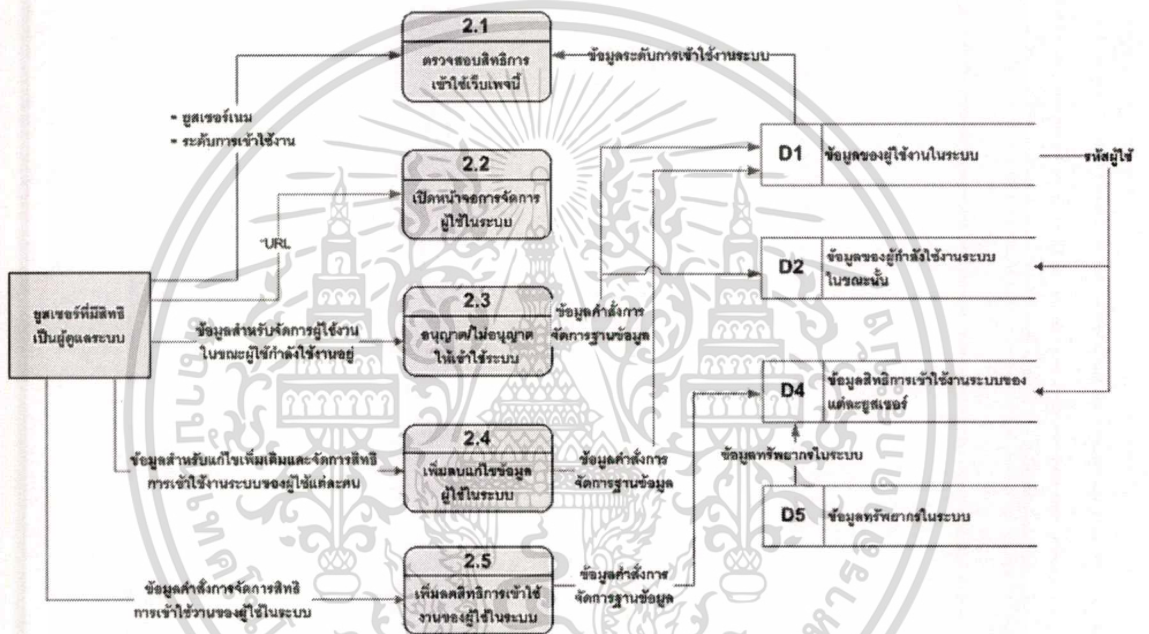 2.1
ตรวจสอบสิทธิการ
เข้าใช้เว็บเพจนี้
ข้อมูลระดับการเข้าใช้งานระบบ
- ยูสเซอร์เนม
- ระดับการเข้าใช้งาน
D1
ข้อมูลของผู้ใช้งานในระบบ
รหัสผู้ใช้
2.2
เปิดหน้าจอการจัดการ
ผู้ใช้ในระบบ
URL
D2
ข้อมูลของผู้กำลังใช้งานระบบ
ในขณะนั้น
ยูสเซอร์ที่มีสิทธิ
เป็นผู้ดูแลระบบ
ข้อมูลสำหรับจัดการผู้ใช้งาน
ในขณะผู้ใช้กำลังใช้งานอยู่
2.3
อนุญาต/ไม่อนุญาต
ให้เข้าใช้ระบบ
ข้อมูลคำสั่งการ
จัดการฐานข้อมูล
D4
ข้อมูลสิทธิการเข้าใช้งานระบบของ
แต่ละยูสเซอร์
ข้อมูลสำหรับแก้ไขเพิ่มเติมและจัดการสิทธิ
การเข้าใช้งานระบบของผู้ใช้แต่ละคน
2.4
เพิ่มลบแก้ไขข้อมูล
ผู้ใช้ในระบบ
ข้อมูลคำสั่งการ
จัดการฐานข้อมูล
ข้อมูลทรัพยากรในระบบ
D5
ข้อมูลทรัพยากรในระบบ
ข้อมูลคำสั่งการจัดการสิทธิ
การเข้าใช้งานของผู้ใช้ในระบบ
2.5
เพิ่มลดสิทธิการเข้าใช้
งานของผู้ใช้ในระบบ
ข้อมูลคำสั่งการ
จัดการฐานข้อมูล